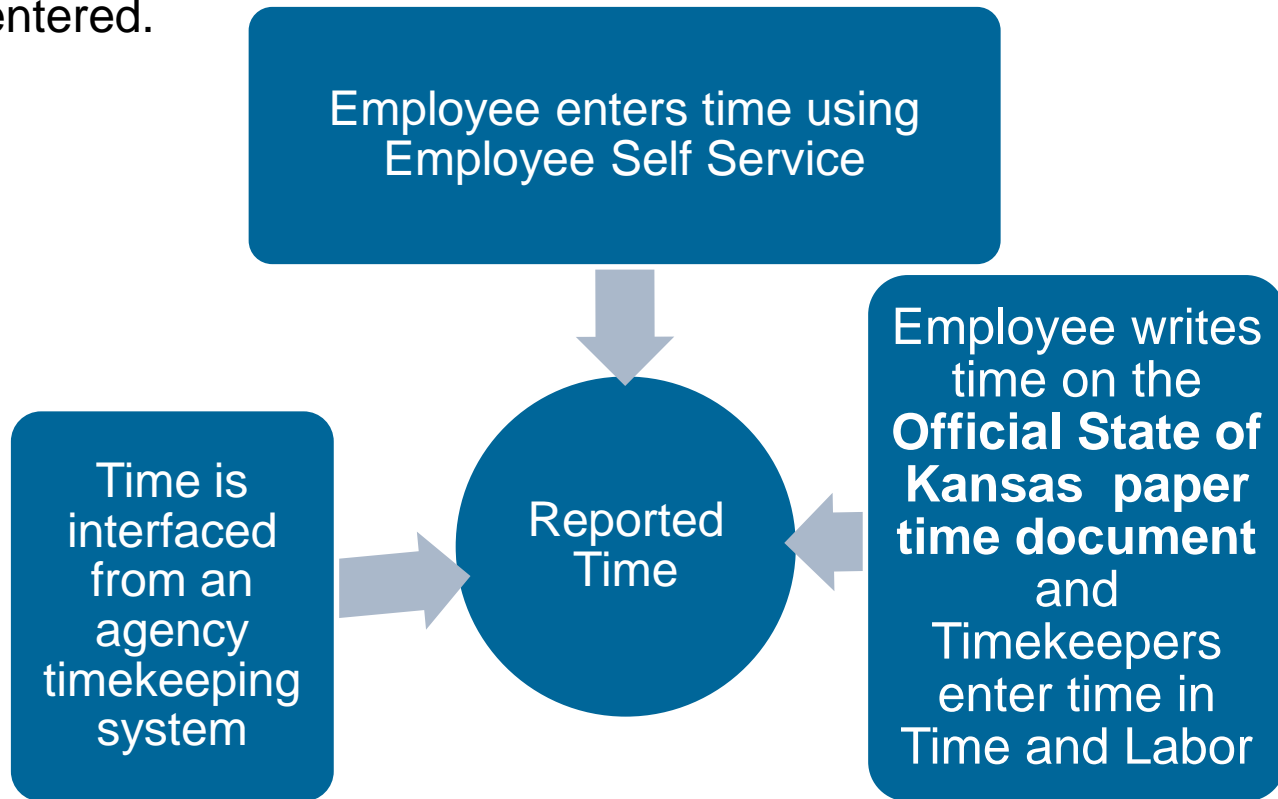 entered.
Employee enters time using
Employee Self Service
Time is
interfaced
from an
agency
timekeeping
system
Reported
Time
Employee writes
time on the
Official State of
Kansas  paper
time document
and
Timekeepers
enter time in
Time and Labor